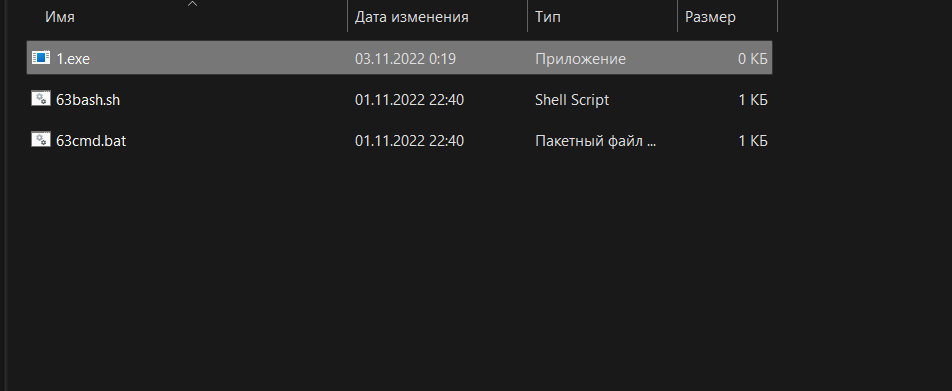 Имя Дата изменения Тип Размер
1.exe 03.11.2022 0:19 Приложение 0 КБ
63bash.sh 01.11.2022 22:40 Shell Script 1 КБ
63cmd.bat 01.11.2022 22:40 Пакетный файл ... 1 КБ